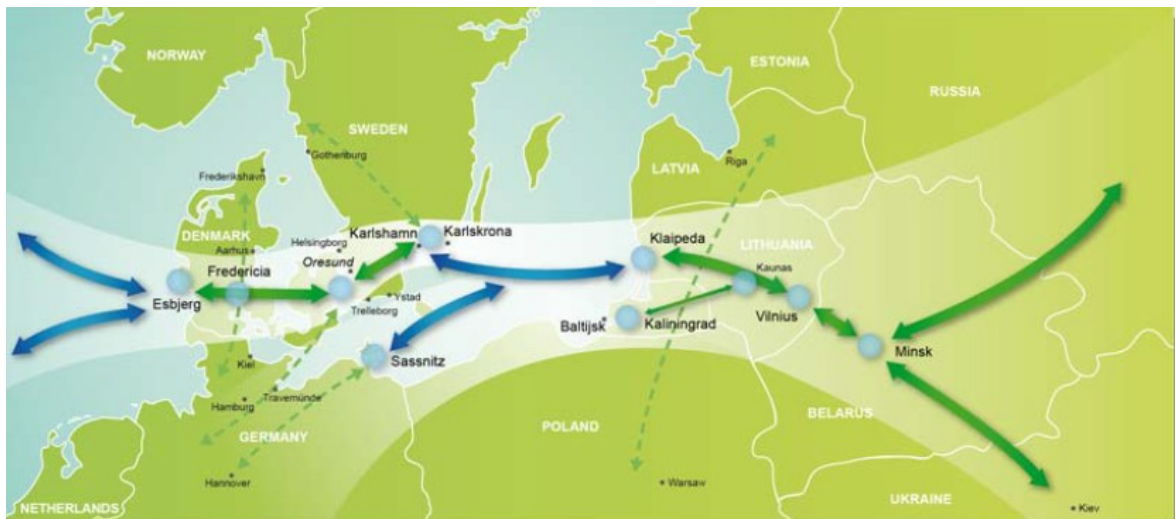 NORWAY
ESTONIA
RUSSIA
SWEDEN
Gothenburg
Riga
LATVIA
Frederikshavn
DENMARK
Karlshamn
Karlskrona
Helsingborg
Aarhus
Oresund
Klaipeda
LITHUANIA
Kaunas
Fredericia
Esbjerg
Ystad
Trelleborg
Baltijsk
Kaliningrad
Vilnius
Minsk
Sassnitz
Kiel
Travemünde
Hamburg
BELARUS
GERMANY
POLAND
Hannover
Warsaw
NETHERLANDS
UKRAINE
Kiev